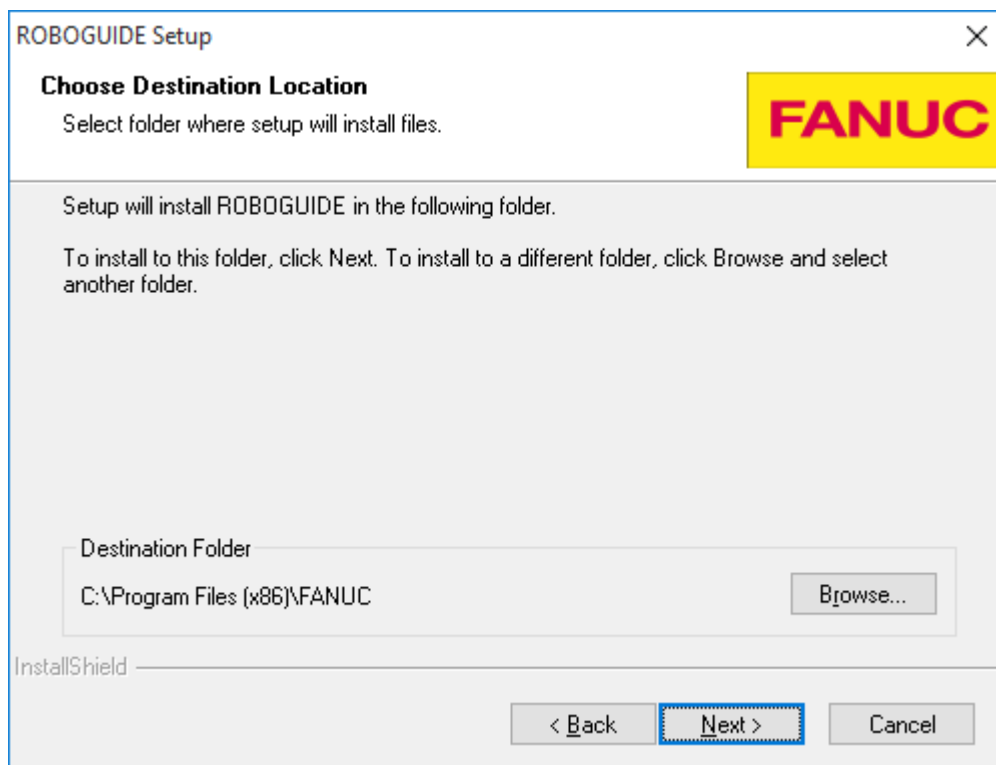 ROBOGUIDE Setup
Choose Destination Location
Select folder where setup will install files.
FANUC
Setup will install ROBOGUIDE in the following folder.
To install to this folder, click Next. To install to a different folder, click Browse and select
another folder.
Destination Folder
C:\Program Files (x86)\FANUC
Browse...
InstallShield
< Back
Next >
Cancel